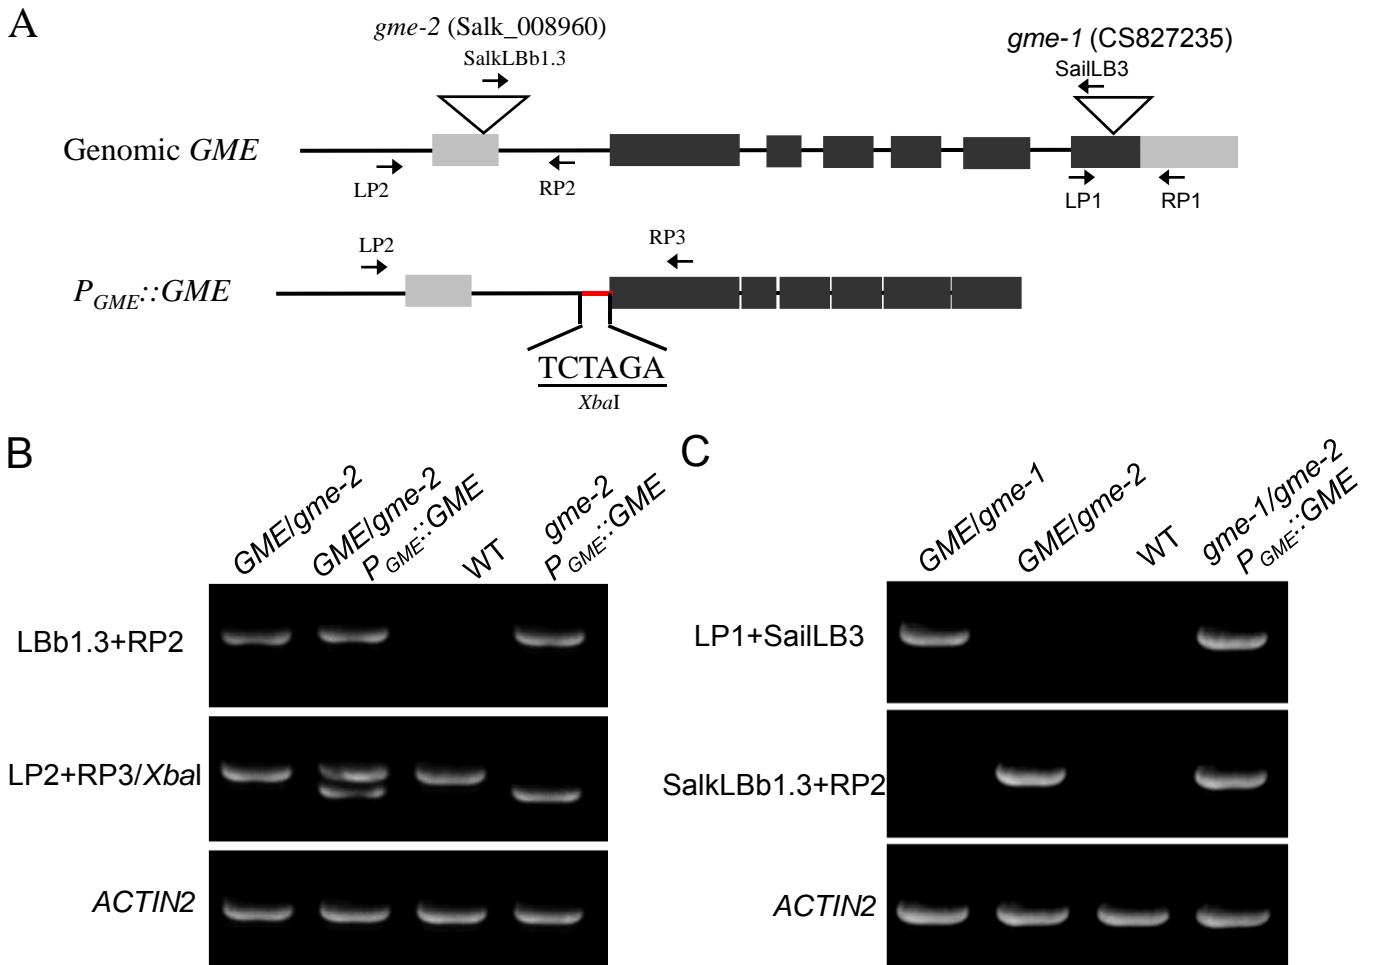 A
gme-2 (Salk_008960)
SalkLBb1.3
gme-1 (CS827235)
SailLB3
Genomic GME
LP2
RP2
LP1
RP1
LP2
RP3
PGME::GME
TCTAGA
XbaI
B
GME/gme-2
GME/gme-2
PGME::GME
WT
gme-2
PGME::GME
LBb1.3+RP2
LP2+RP3/XbaI
ACTIN2
C
GME/gme-1
GME/gme-2
WT
gme-1/gme-2
PGME::GME
LP1+SailLB3
SalkLBb1.3+RP2
ACTIN2